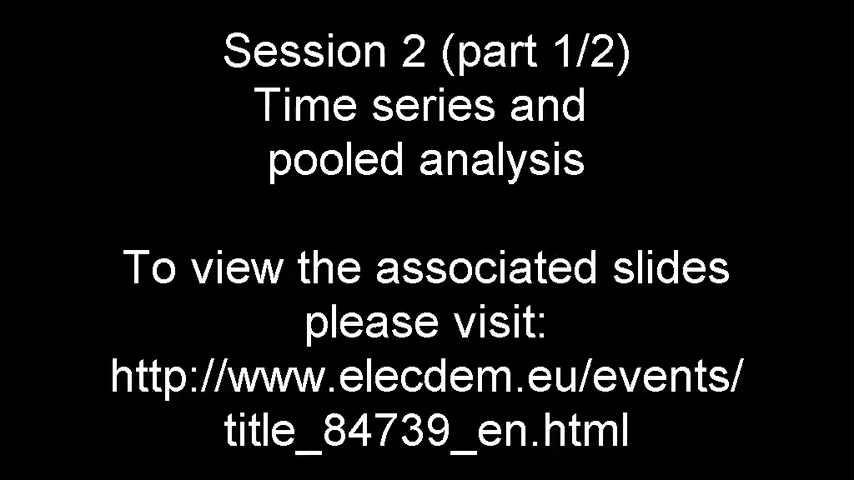 Session 2 (part 1/2)
Time series and
pooled analysis
To view the associated slides
please visit:
http://www.elecdem.eu/events/
title_84739_en.html